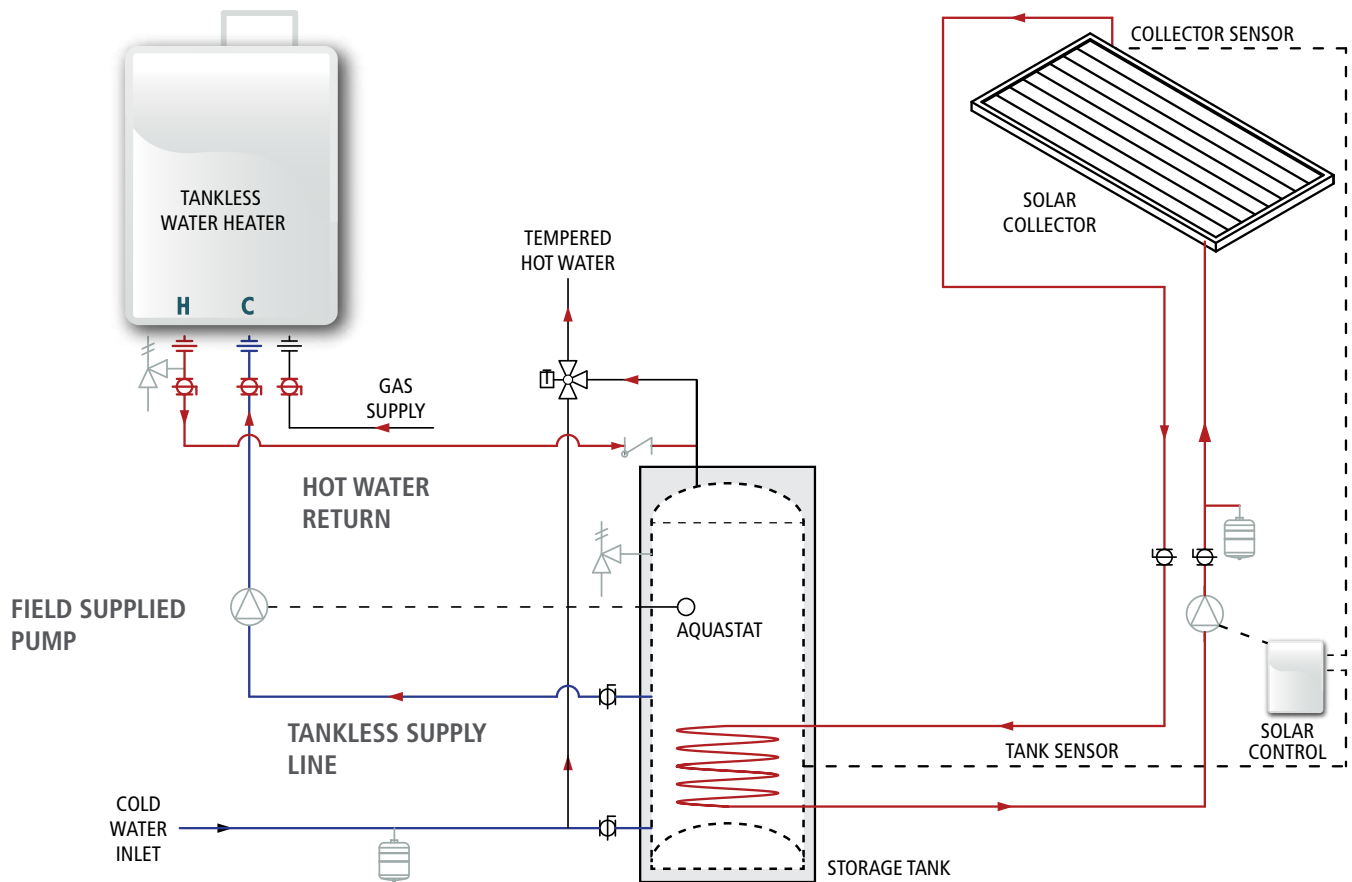 COLLECTOR SENSOR
TANKLESS
WATER HEATER
SOLAR
COLLECTOR
TEMPERED
HOT WATER
H C
GAS
SUPPLY
T
HOT WATER
RETURN
FIELD SUPPLIED
PUMP
AQUASTAT
TANKLESS SUPPLY
LINE
TANK SENSOR
SOLAR
CONTROL
COLD
WATER
INLET
STORAGE TANK